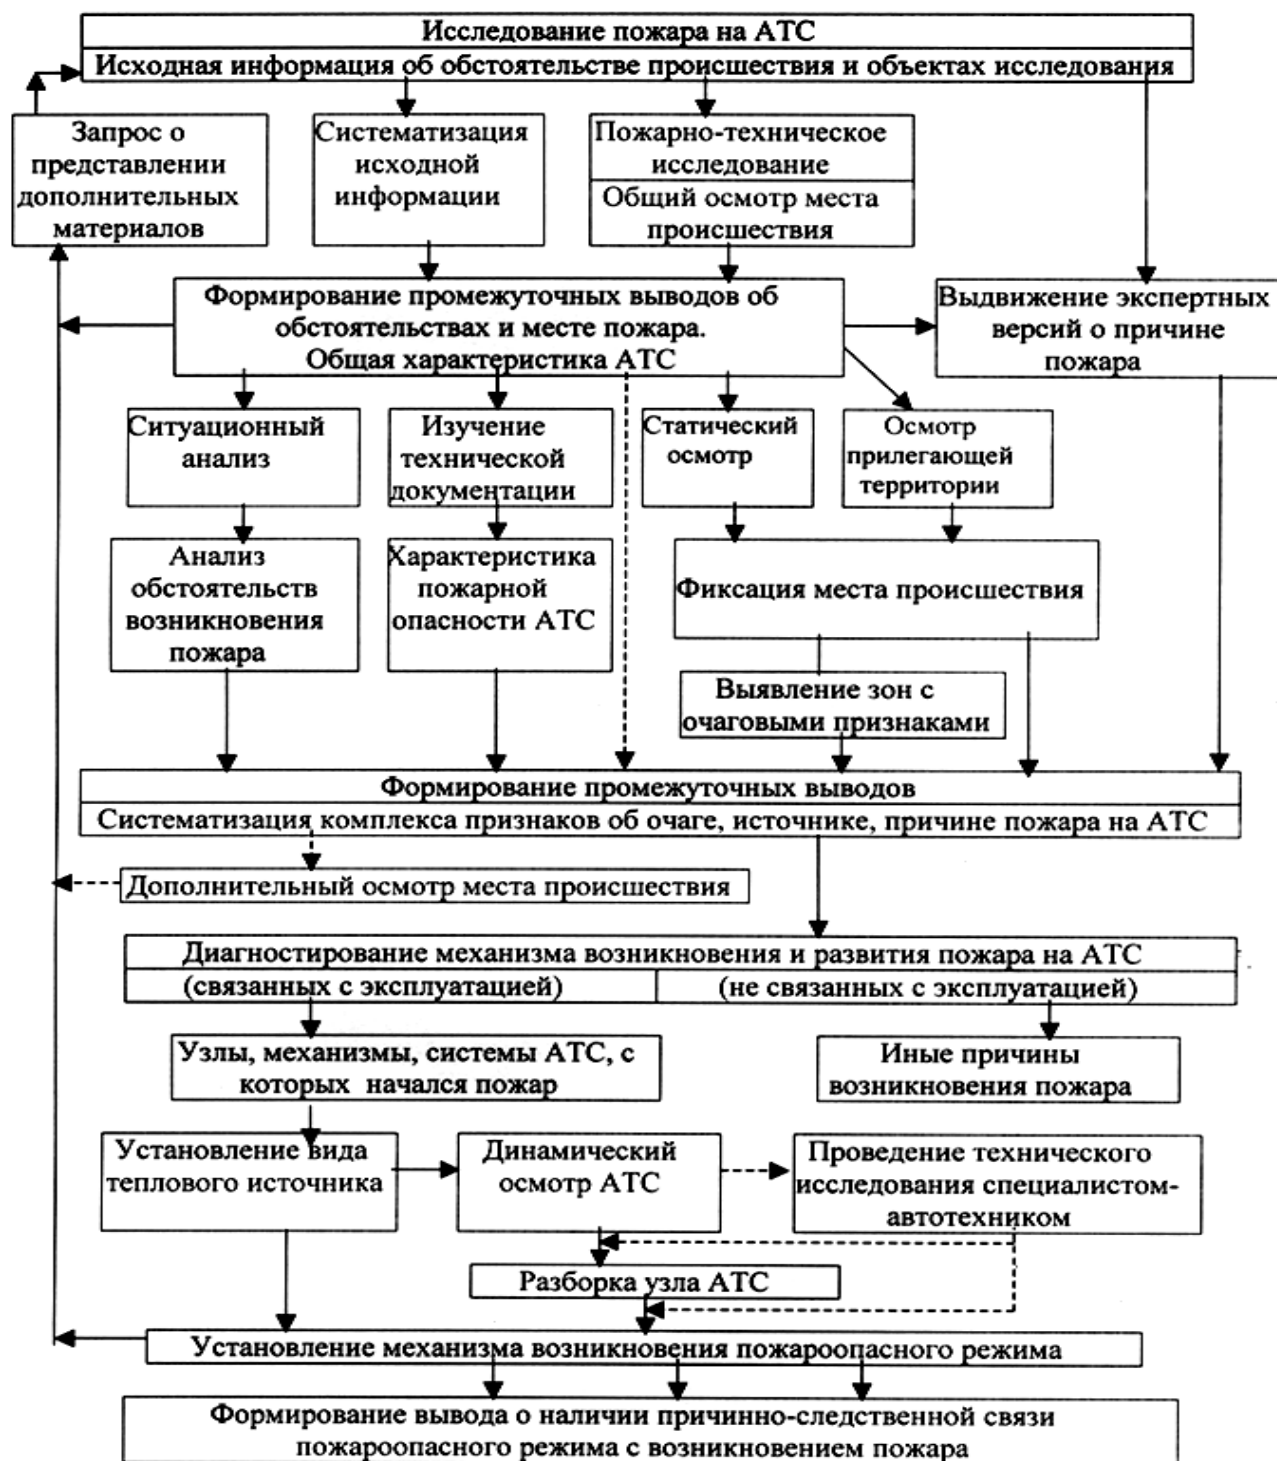 Исследование пожара на АТС
Исходная информация об обстоятельстве происшествия и объектах исследования
Запрос о
представлении
дополнительных
материалов
Систематизация
исходной
информации
Пожарно-техническое
исследование
Общий осмотр места
происшествия
Формирование промежуточных выводов об
обстоятельствах и месте пожара.
Общая характеристика АТС
Выдвижение экспертных
версий о причине
пожара
Ситуационный
анализ
Изучение
технической
документации
Статический
осмотр
Осмотр
прилегающей
территории
Анализ
обстоятельств
возникновения
пожара
Характеристика
пожарной
опасности АТС
Фиксация места происшествия
Выявление зон с
очаговыми признаками
Формирование промежуточных выводов
Систематизация комплекса признаков об очаге, источнике, причине пожара на АТС
Дополнительный осмотр места происшествия
Диагностирование механизма возникновения и развития пожара на АТС
(связанных с эксплуатацией)
(не связанных с эксплуатацией)
Узлы, механизмы, системы АТС, с
которых начался пожар
Иные причины
возникновения пожара
Установление вида
теплового источника
Динамический
осмотр АТС
Проведение технического
исследования специалистом-
автотехником
Разборка узла АТС
Установление механизма возникновения пожароопасного режима
Формирование вывода о наличии причинно-следственной связи
пожароопасного режима с возникновением пожара